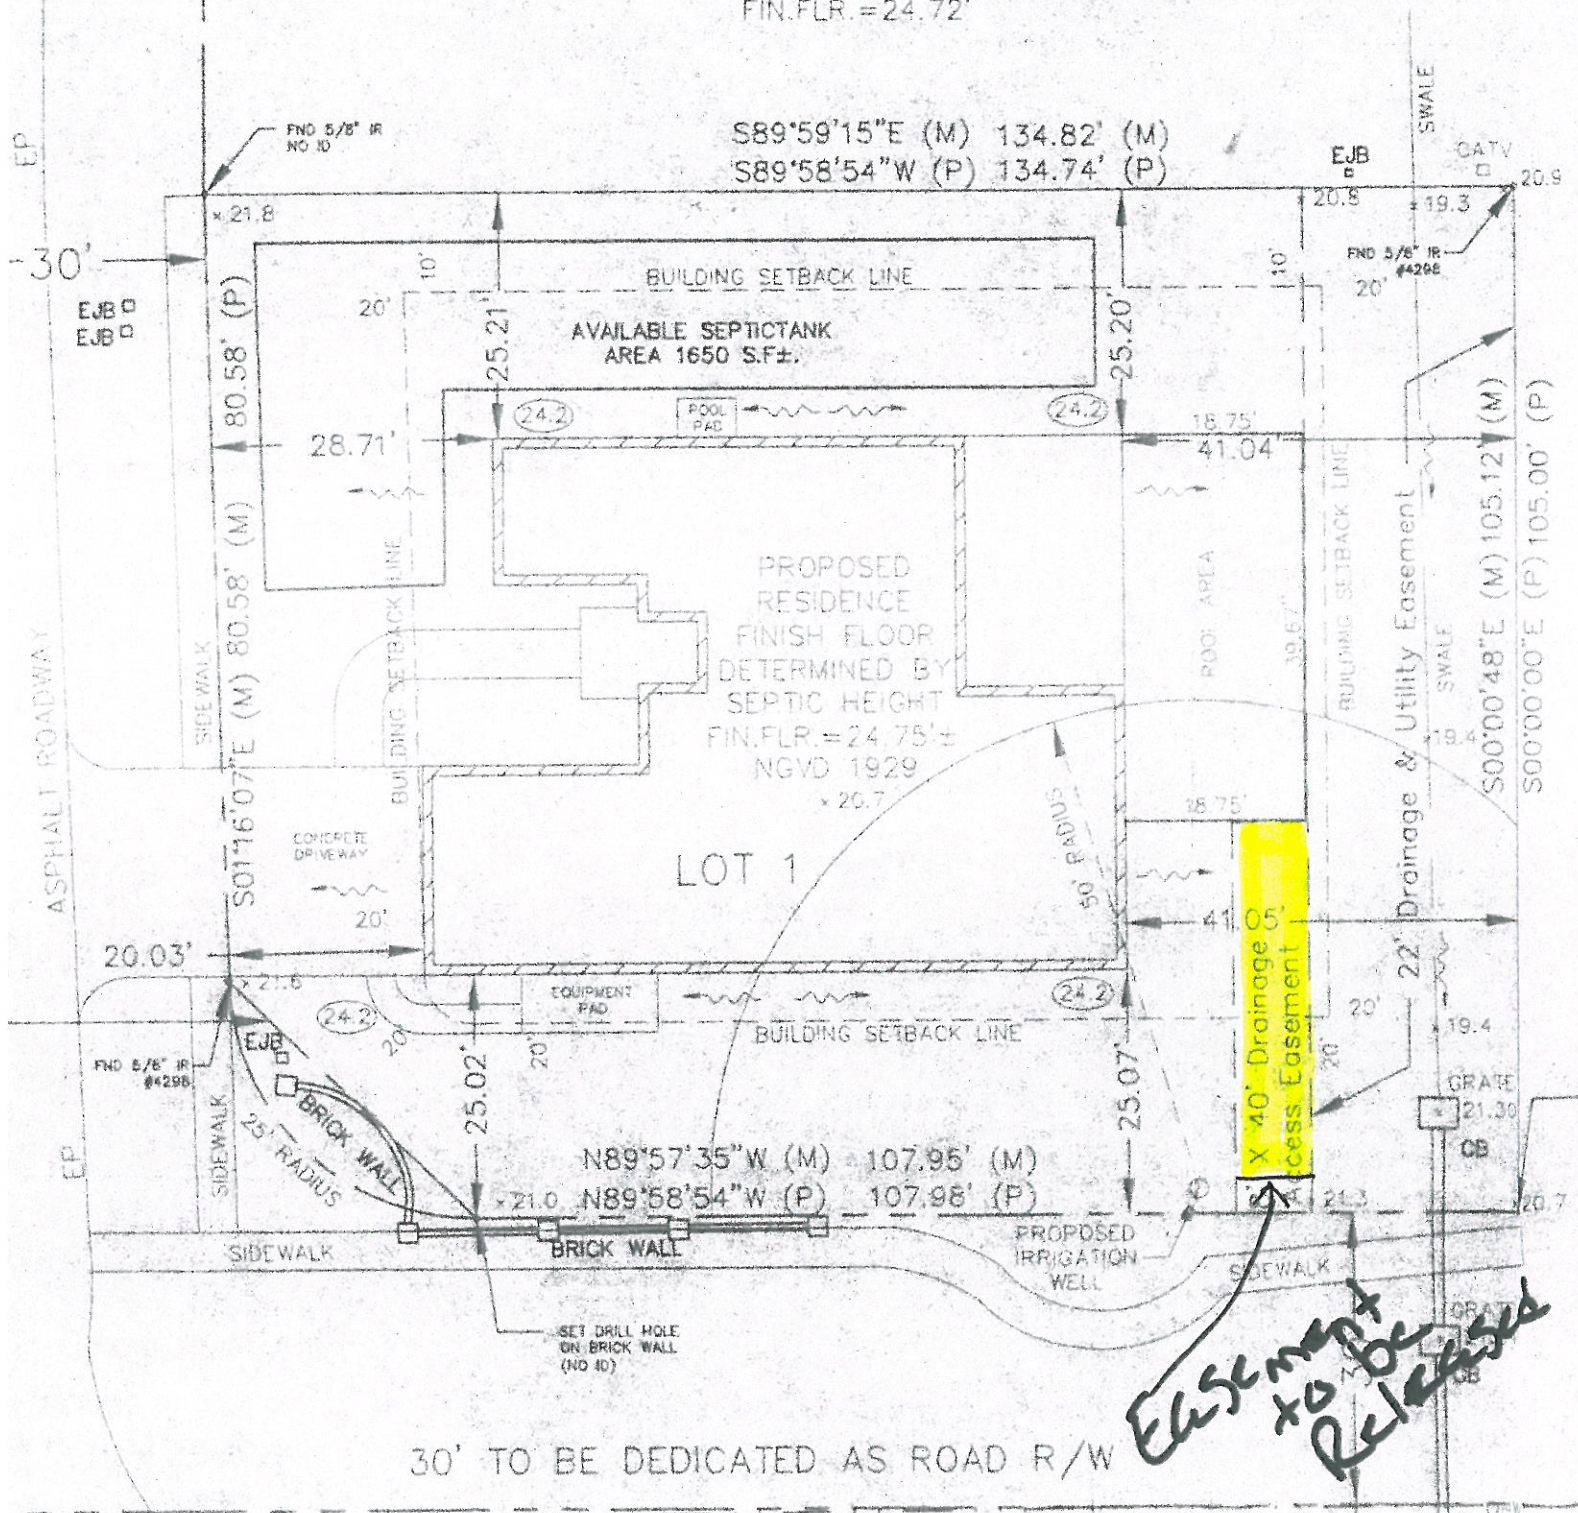 FIN.FLR.=24.72'
EP
FND 5/8" IR
NO ID
S89°59'15"E (M) 134.82' (M)
S89°58'54"W (P) 134.74' (P)
EJB
SWALE
CATV
20.9
× 21.8
20.8
19.3
30'
FND 5/8" IR
#4298
10'
10'
20'
20'
BUILDING SETBACK LINE
EJB
EJB
AVAILABLE SEPTICTANK
AREA 1650 S.F±.
25.21'
25.20'
80.58' (P)
S01°16'07"E (M) 80.58' (M)
24.2
POOL
PAD
24.2
18.75'
28.71'
41.04'
S00°00'48"E (M) 105.12' (M)
S00°00'00"E (P) 105.00' (P)
22' Drainage & Utility Easement
BUILDING SETBACK LINE
BUILDING SETBACK LINE
SWALE
POOL AREA
39.67'
ASPHALT ROADWAY
SIDEWALK
PROPOSED
RESIDENCE
FINISH FLOOR
DETERMINED BY
SEPTIC HEIGHT
FIN.FLR.=24.75'±
NGVD 1929
× 20.7
19.4
50' RADIUS
18.75'
CONCRETE
DRIVEWAY
LOT 1
20'
20.03'
41.05'
X 40' Drainage
ccess Easement
× 21.6
24.2
EQUIPMENT
PAD
24.2
20'
20'
20'
20'
BUILDING SETBACK LINE
EJB
FND 5/8" IR
#4298
25.02'
25.07'
19.4
GRATE
21.30
CB
BRICK WALL
25' RADIUS
SIDEWALK
EP
N89°57'35"W (M) 107.95' (M)
N89°58'54"W (P) 107.98' (P)
× 21.0
21.3
20.7
SIDEWALK
BRICK WALL
PROPOSED
IRRIGATION
WELL
SIDEWALK
SET DRILL HOLE
ON BRICK WALL
(NO ID)
GRATE
CB
Easement
to be
Released
30' TO BE DEDICATED AS ROAD R/W